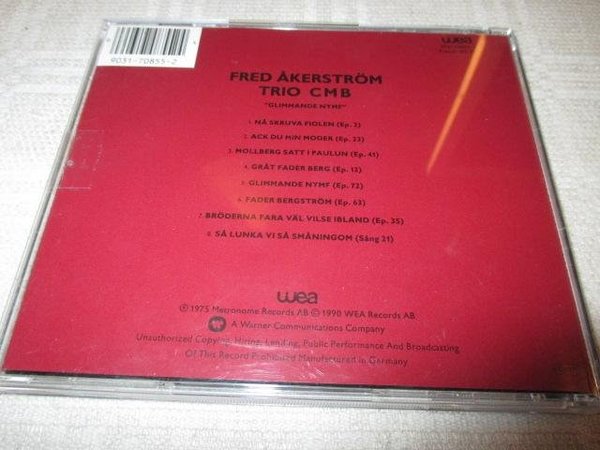 9031-70855-2
wea
FRED ÅKERSTRÖM
TRIO CMB
"GLIMMANDE NYMF"
1. NÅ SKRUVA FIOLEN (Ep. 2)
2. ACK DU MIN MODER (Ep. 23)
3. MOLLBERG SATT I PAULUN (Ep. 45)
4. GRÅT FADER BERG (Ep. 12)
5. GLIMMANDE NYMF (Ep. 72)
6. FADER BERGSTRÖM (Ep. 63)
7. BRÖDERNA FARA VÄL VILSE IBLAND (Ep. 35)
8. SÅ LUNKA VI SÅ SMÅNINGOM (Sång 21)
wea
Ⓟ 1975 Metronome Records AB © 1990 WEA Records AB
A Warner Communications Company
Unauthorized Copying, Hiring, Lending, Public Performance And Broadcasting
Of This Record Prohibited Manufactured in Germany